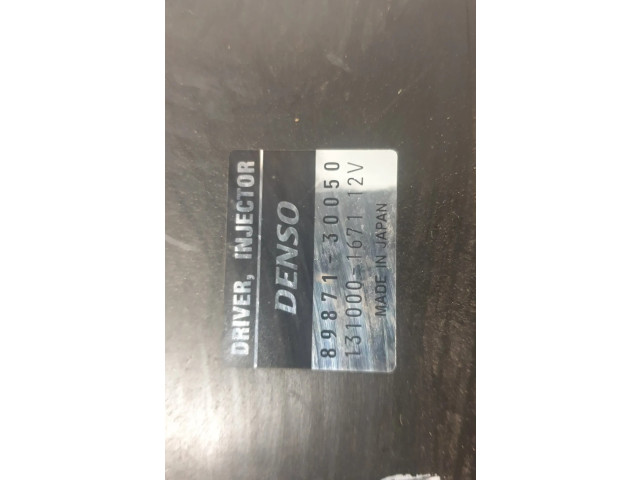 DRIVER, INJECTOR
DENSO
89871-30050
131000-1671 12V
MADE IN JAPAN